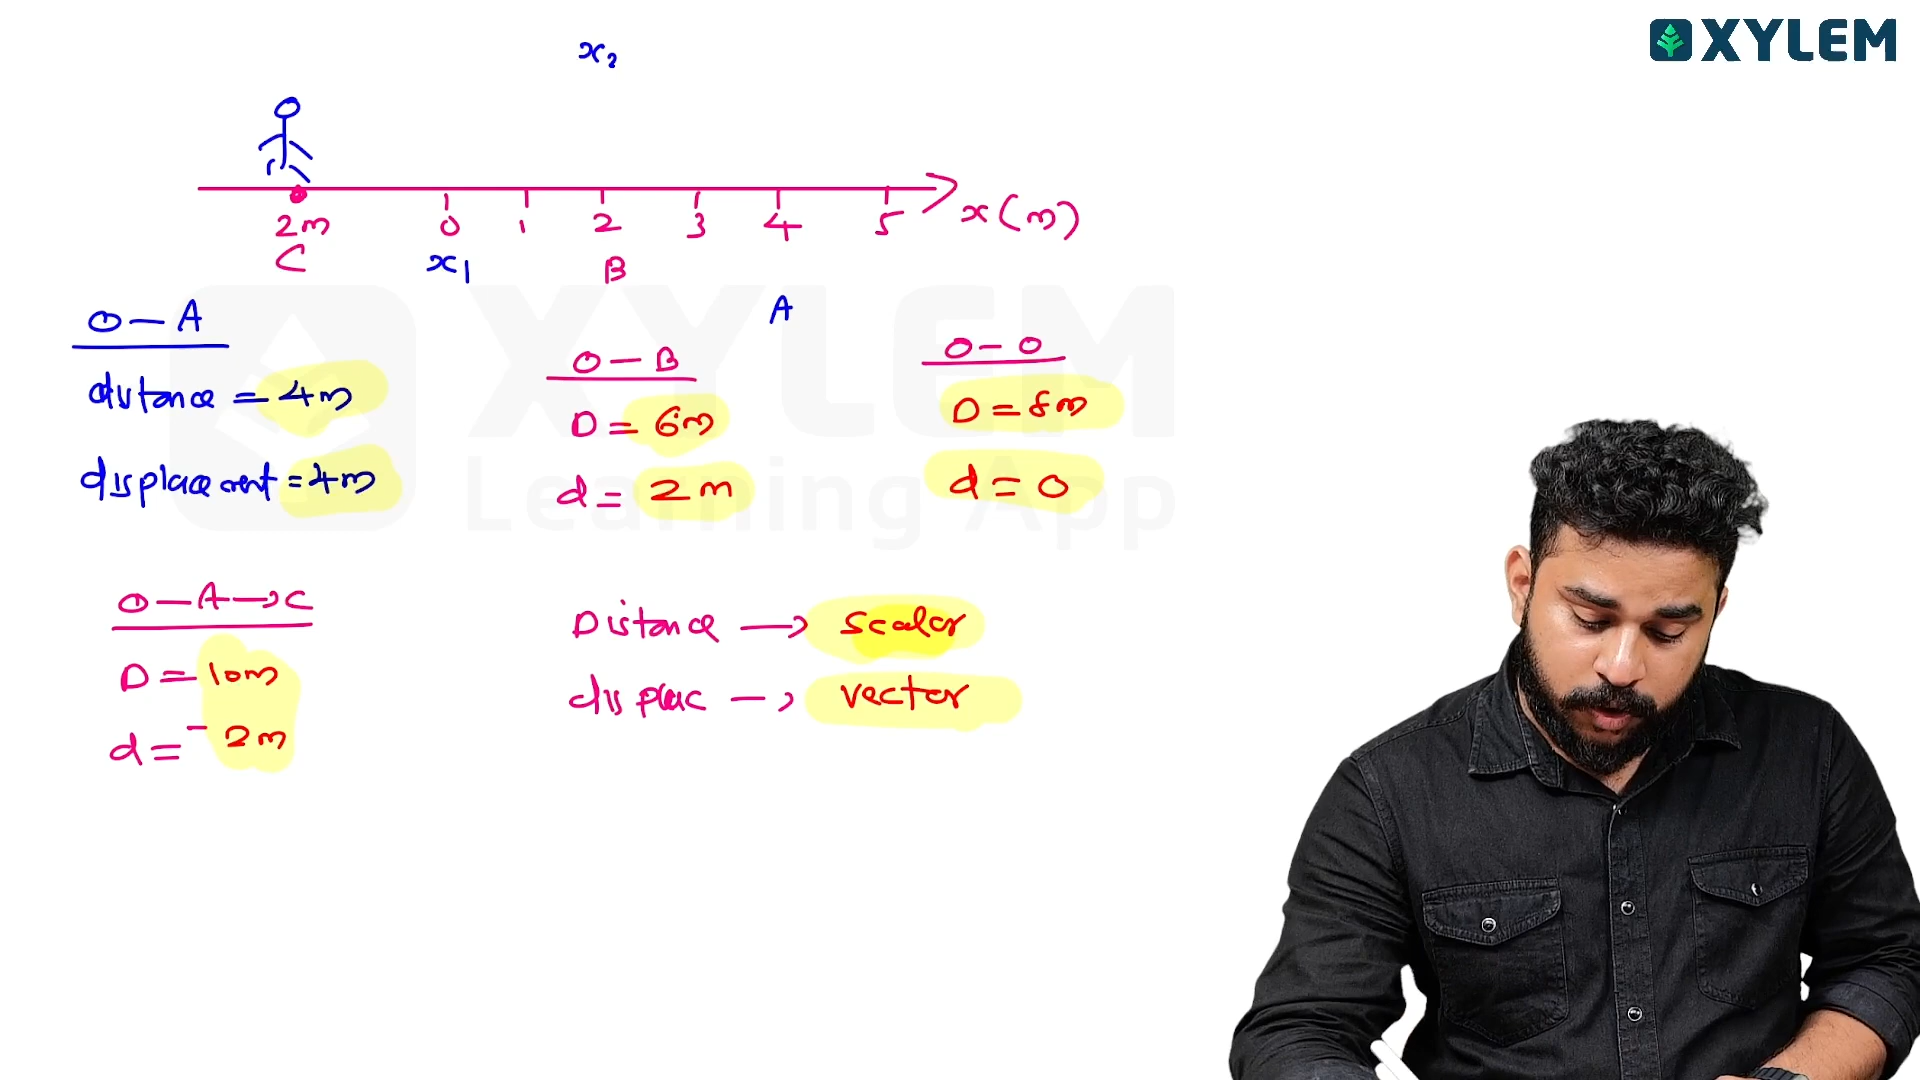 XYLEM
x₂
2m 0 1 2 3 4 5 x(m)
C x₁ B
A
O — A
distance = 4m
displacement = 4m
O — B
D = 6m
d = 2m
O — O
D = 8m
d = 0
O — A → C
D = 10m
d = -2m
Distance → scalar
displac → vector
XYLEM
Learning App